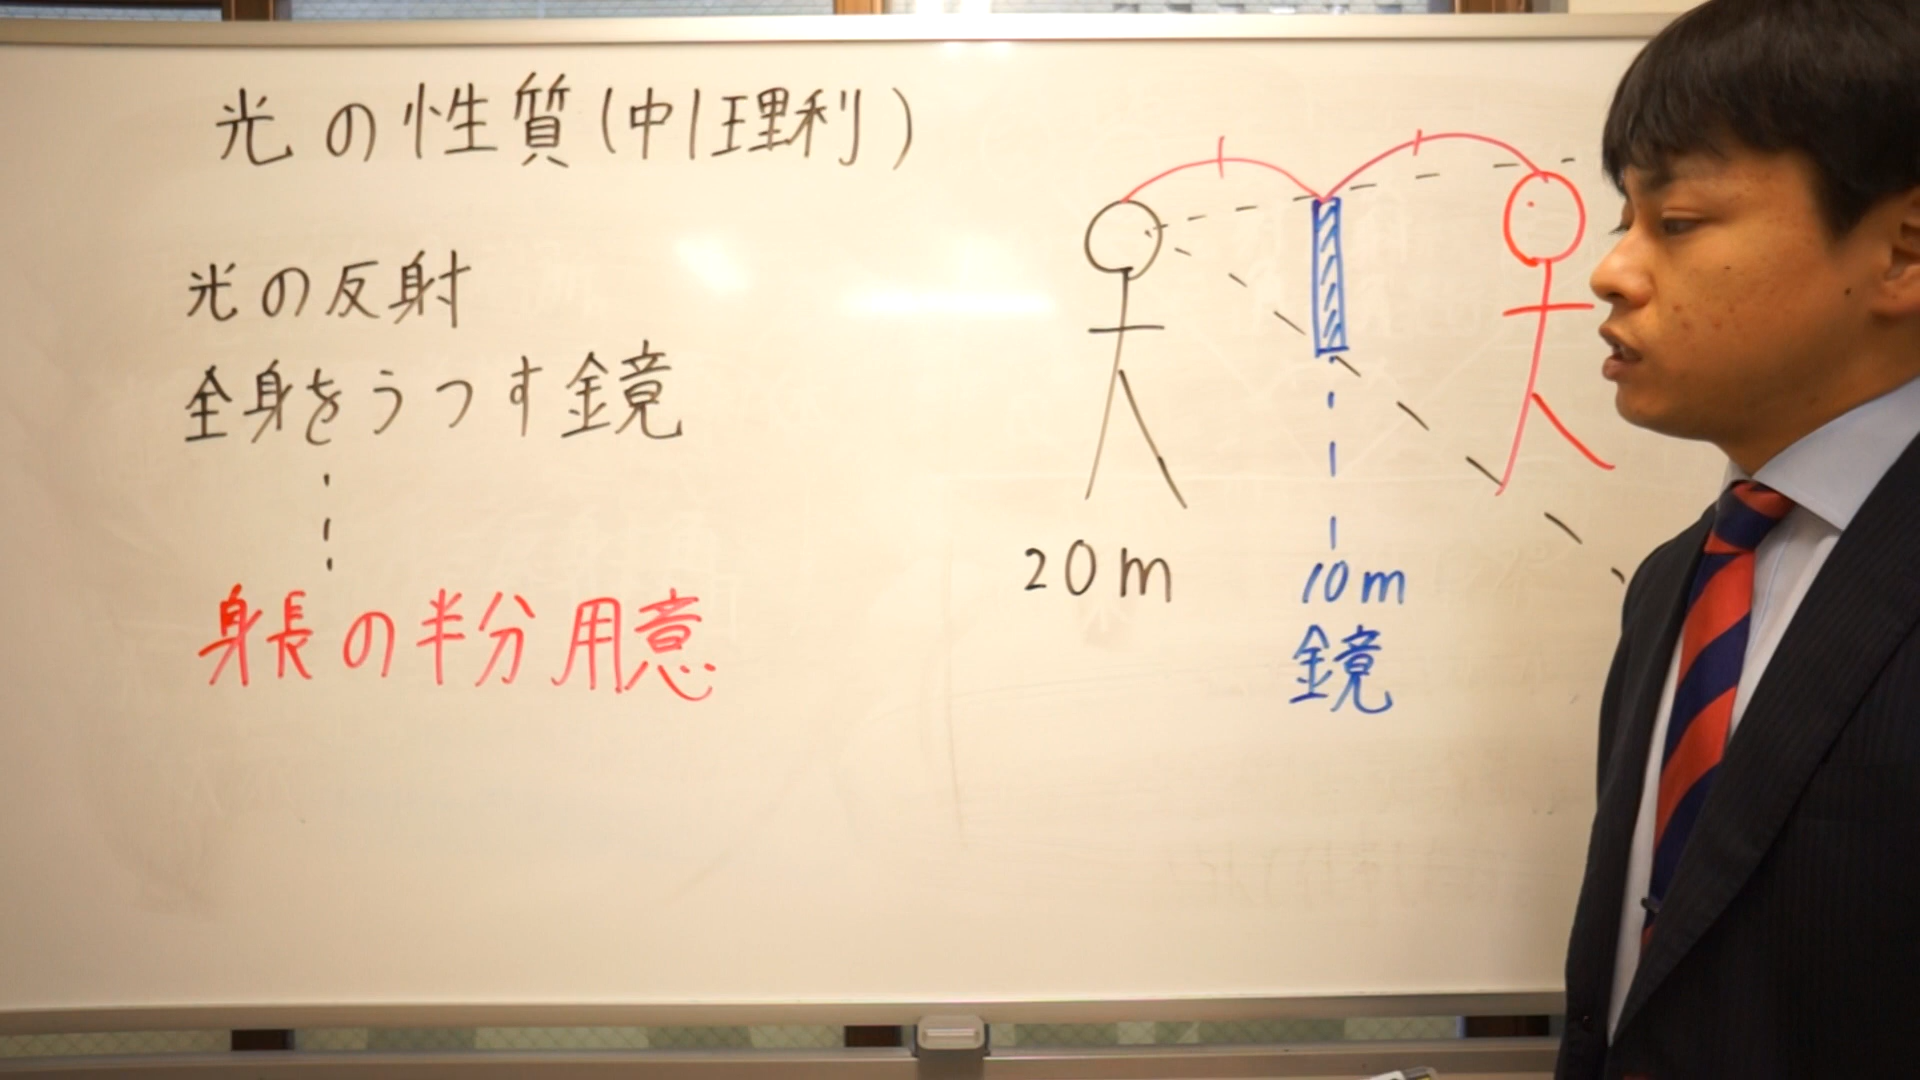 光の性質(中1理科)
光の反射
全身をうつす鏡
身長の半分用意
20m
10m
鏡